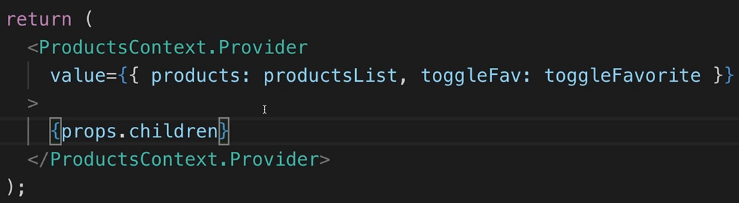 return (
<ProductsContext.Provider
value={{ products: productsList, toggleFav: toggleFavorite }}
>
{props.children}
</ProductsContext.Provider>
);